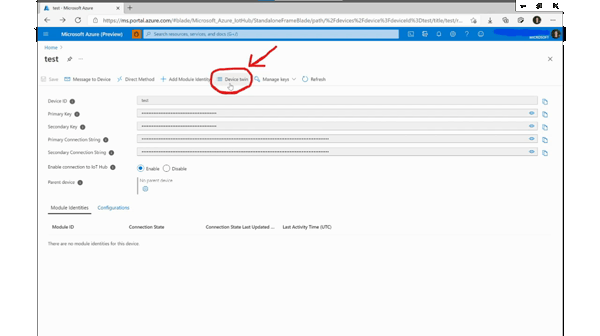 test - Microsoft Azure
https://ms.portal.azure.com/#blade/Microsoft_Azure_IotHub/StandaloneFrameBlade/path/%2Fdevices%2Fdevice%2Fdeviceid%3Dtest/title/test/r
Microsoft Azure (Preview) Search resources, services, and docs (G+/)
MICROSOFT
Home >
test
Save Message to Device Direct Method Add Module Identity Device twin Manage keys Refresh
Device ID test
Primary Key
Secondary Key
Primary Connection String
Secondary Connection String
Enable connection to IoT Hub Enable Disable
Parent device No parent device
Module Identities Configurations
Module ID Connection State Connection State Last Updated ... Last Activity Time (UTC)
There are no module identities for this device.